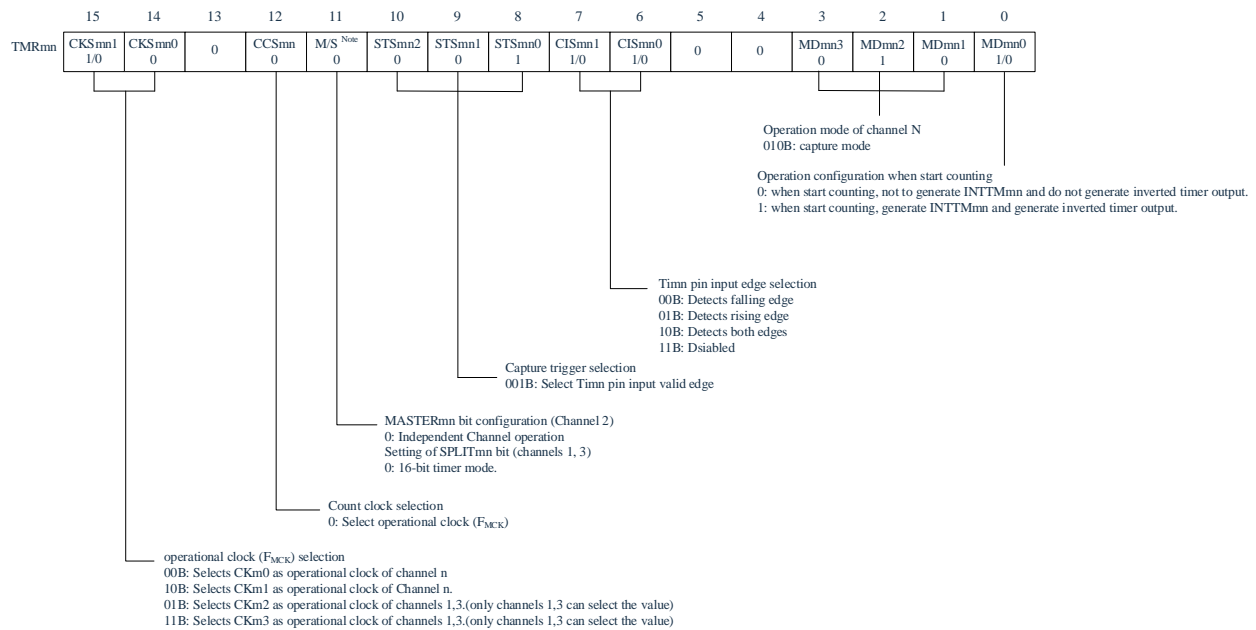 15 14 13 12 11 10 9 8 7 6 5 4 3 2 1 0
TMRmn CKSmn1 CKSmn0 0 CCSmn M/S Note STSmn2 STSmn1 STSmn0 CISmn1 CISmn0 0 0 MDmn3 MDmn2 MDmn1 MDmn0
1/0 0 0 0 0 0 1 1/0 1/0 0 1 0 1/0
Operation mode of channel N
010B: capture mode
Operation configuration when start counting
0: when start counting, not to generate INTTMmn and do not generate inverted timer output.
1: when start counting, generate INTTMmn and generate inverted timer output.
Timn pin input edge selection
00B: Detects falling edge
01B: Detects rising edge
10B: Detects both edges
11B: Dsiabled
Capture trigger selection
001B: Select Timn pin input valid edge
MASTERmn bit configuration (Channel 2)
0: Independent Channel operation
Setting of SPLITmn bit (channels 1, 3)
0: 16-bit timer mode.
Count clock selection
0: Select operational clock (FMCK)
operational clock (FMCK) selection
00B: Selects CKm0 as operational clock of channel n
10B: Selects CKm1 as operational clock of Channel n.
01B: Selects CKm2 as operational clock of channels 1,3.(only channels 1,3 can select the value)
11B: Selects CKm3 as operational clock of channels 1,3.(only channels 1,3 can select the value)